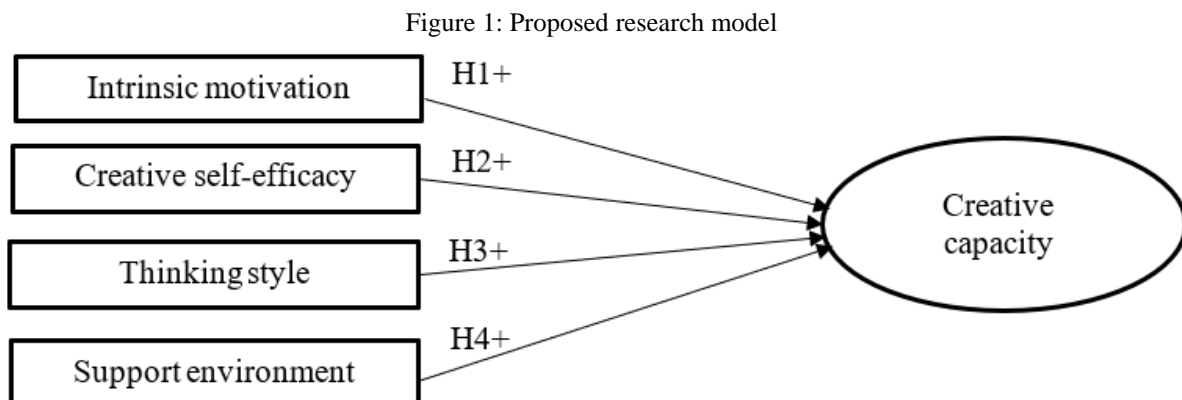 Figure 1: Proposed research model
Intrinsic motivation
H1+
Creative self-efficacy
H2+
Thinking style
H3+
Support environment
H4+
Creative
capacity